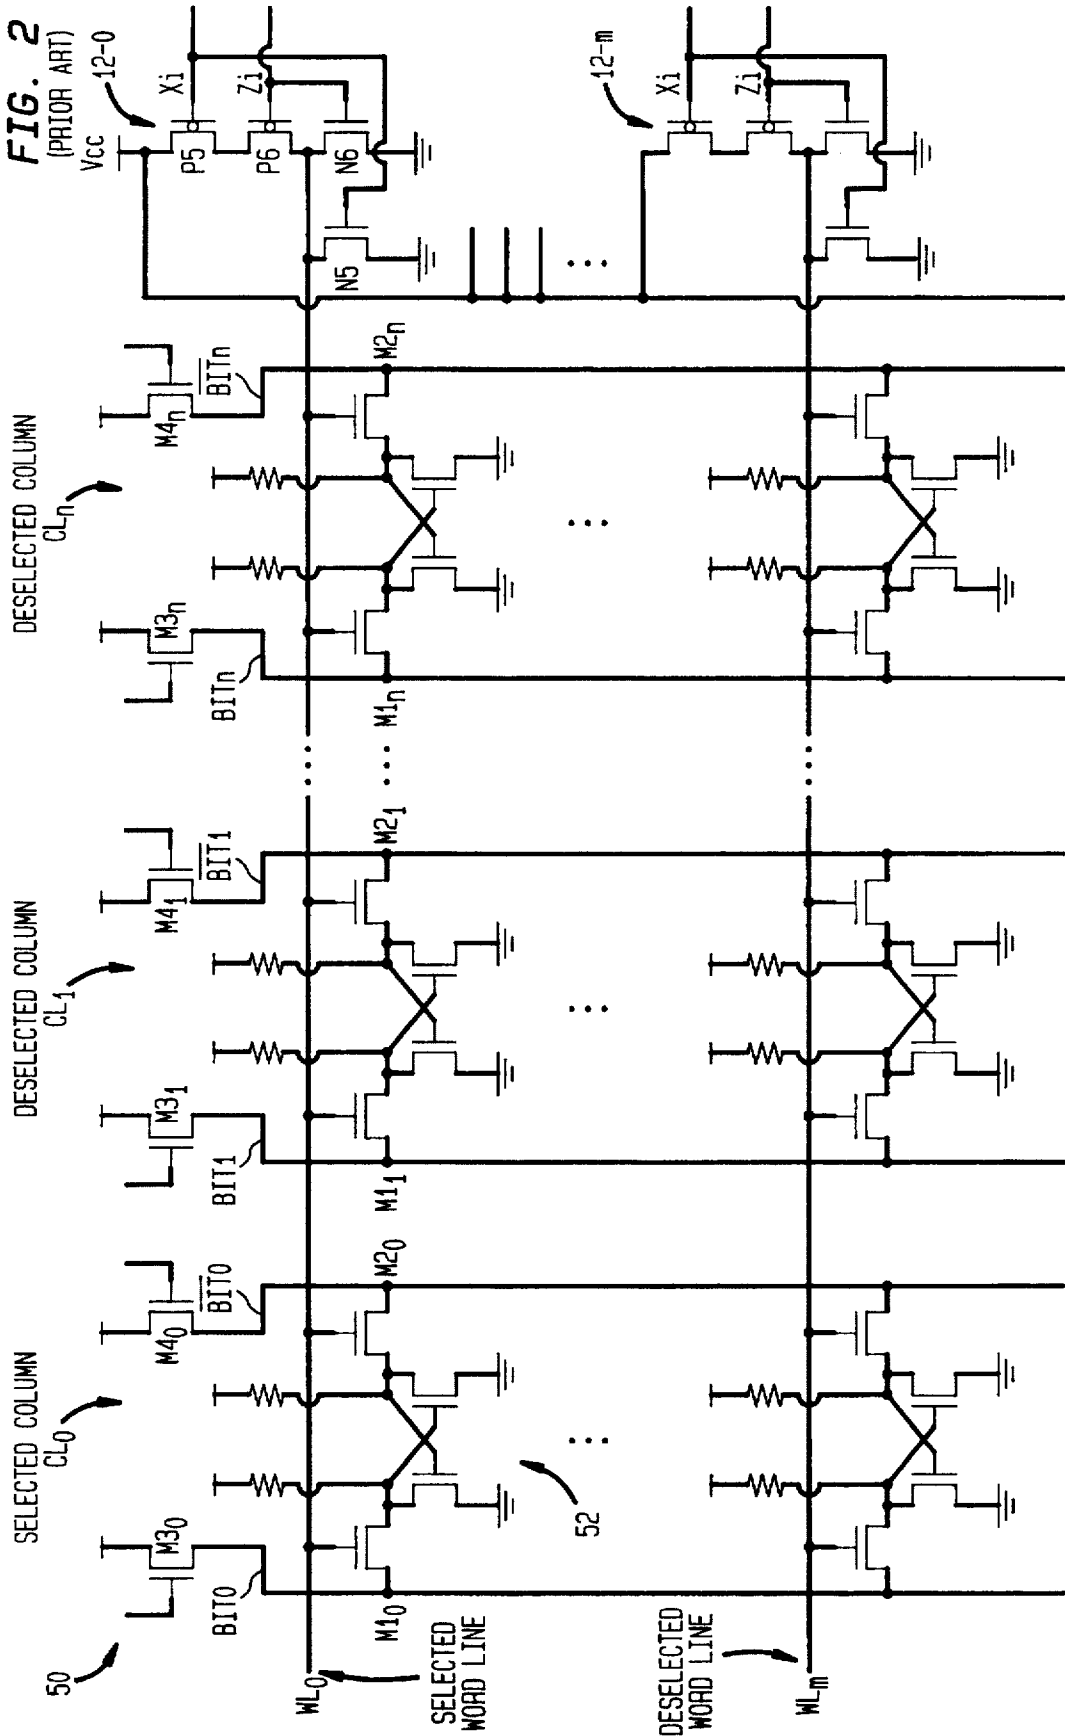 FIG. 2
(PRIOR ART)
50
SELECTED COLUMN
CL0
DESELECTED COLUMN
CL1
DESELECTED COLUMN
CLn
Vcc
12-0
M30
M40
M31
M41
M3n
M4n
P5
Xi
BIT0
BIT0
BIT1
BIT1
BITn
BITn
P6
Zi
WL0
N5
N6
SELECTED
WORD LINE
M10
M20
M11
...
M21
...
M1n
M2n
52
...
...
...
...
12-m
Xi
Zi
DESELECTED
WORD LINE
WLm
...